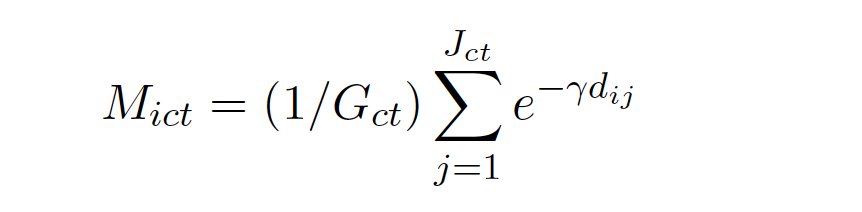 $M_{ict} = (1/G_{ct}) \sum_{j=1}^{J_{ct}} e^{-\gamma d_{ij}}$